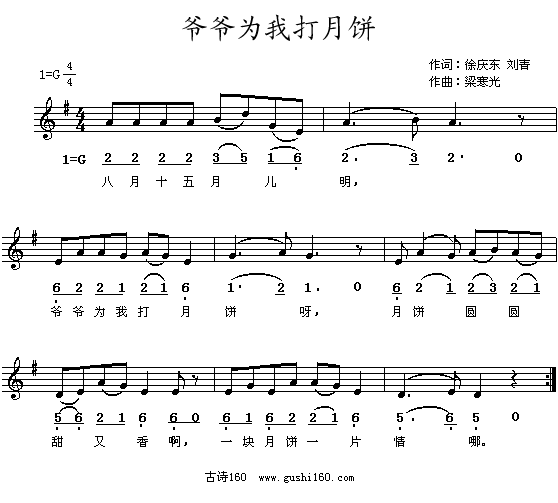 爷爷为我打月饼
1=G 4/4
作词：徐庆东 刘青
作曲：梁寒光
1=G 2 2 2 2 3 5 1 6 2. 3 2. 0
八 月 十 五 月 儿 明，
6 2 2 1 2 1 6 1. 2 1. 0 6 2 1 2 3 2 1
爷 爷 为 我 打 月 饼 呀， 月 饼 圆 圆
5 6 2 1 6 6 0 6 1 2 2 2 1 6 5. 6 5 0
甜 又 香 啊， 一 块 月 饼 一 片 情 哪。
古诗160 www.gushi160.com